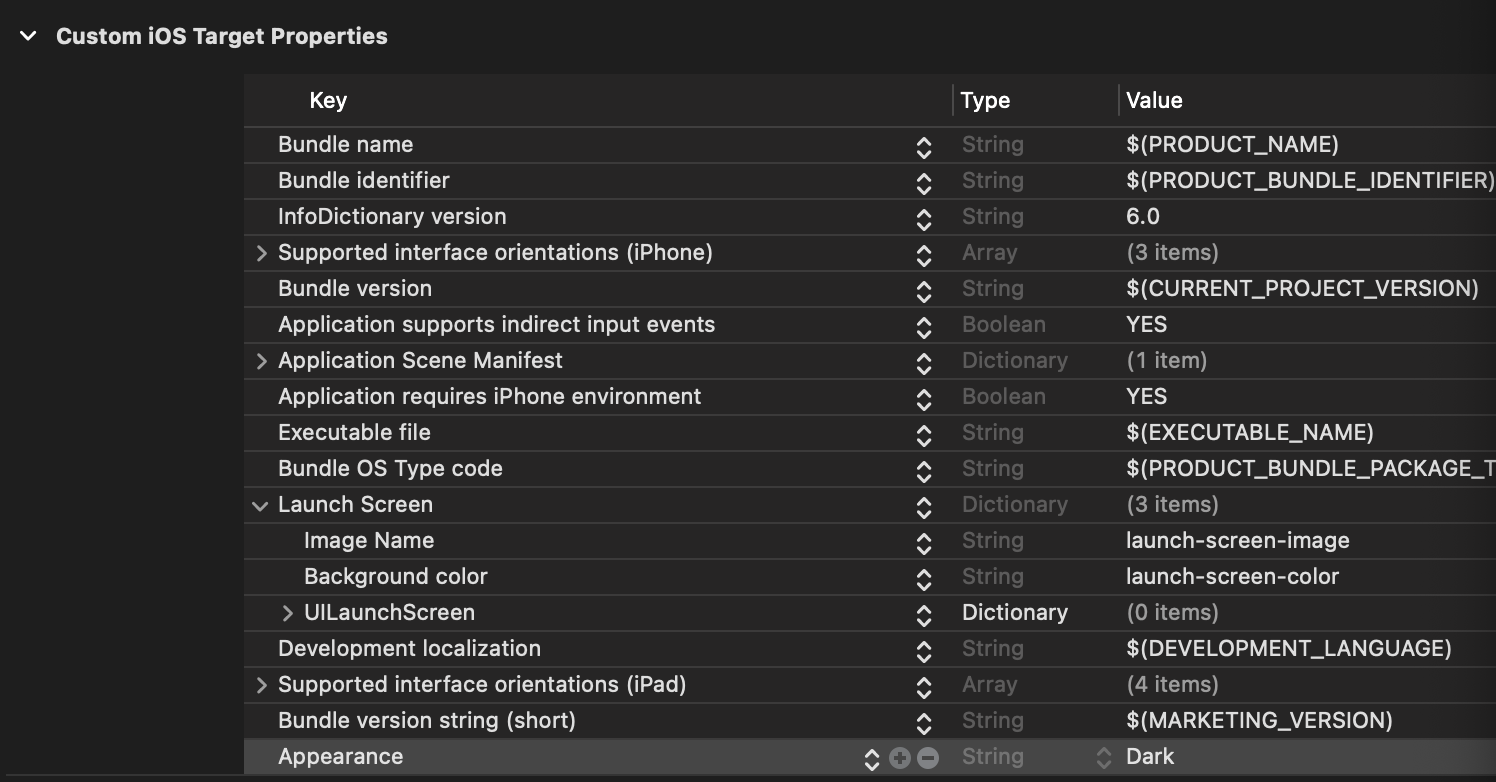 Custom iOS Target Properties
Key Type Value
Bundle name String $(PRODUCT_NAME)
Bundle identifier String $(PRODUCT_BUNDLE_IDENTIFIER)
InfoDictionary version String 6.0
Supported interface orientations (iPhone) Array (3 items)
Bundle version String $(CURRENT_PROJECT_VERSION)
Application supports indirect input events Boolean YES
Application Scene Manifest Dictionary (1 item)
Application requires iPhone environment Boolean YES
Executable file String $(EXECUTABLE_NAME)
Bundle OS Type code String $(PRODUCT_BUNDLE_PACKAGE_T
Launch Screen Dictionary (3 items)
Image Name String launch-screen-image
Background color String launch-screen-color
UILaunchScreen Dictionary (0 items)
Development localization String $(DEVELOPMENT_LANGUAGE)
Supported interface orientations (iPad) Array (4 items)
Bundle version string (short) String $(MARKETING_VERSION)
Appearance String Dark